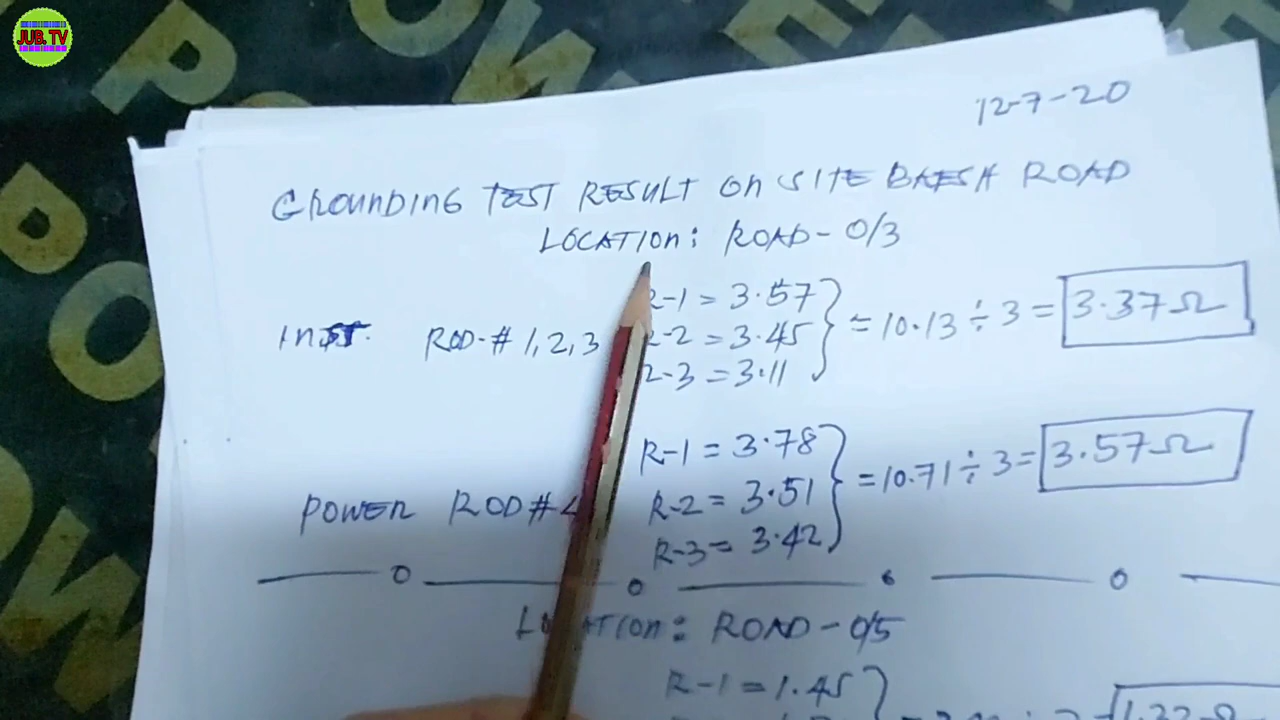 JUB.TV
12-7-20
GROUNDING TEST RESULT ON SITE BAESH ROAD
LOCATION: ROAD-0/3
INST. ROD-# 1,2,3
R-1 = 3.57
R-2 = 3.45
R-3 = 3.11
= 10.13 ÷ 3 = 3.37Ω
POWER ROD #
R-1 = 3.78
R-2 = 3.51
R-3 = 3.42
= 10.71 ÷ 3 = 3.57Ω
LOCATION: ROAD-0/5
R-1 = 1.45